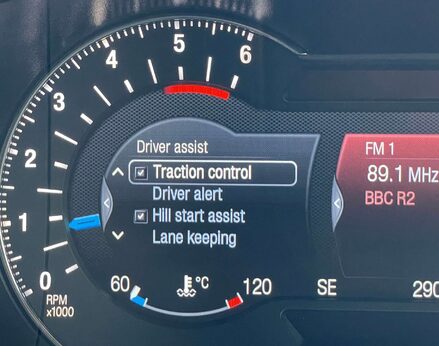 6
5
4
3
2
1
0
RPM
x1000
Driver assist
Traction control
Driver alert
Hill start assist
Lane keeping
60 °C 120
FM 1
89.1 MHz
BBC R2
SE
290